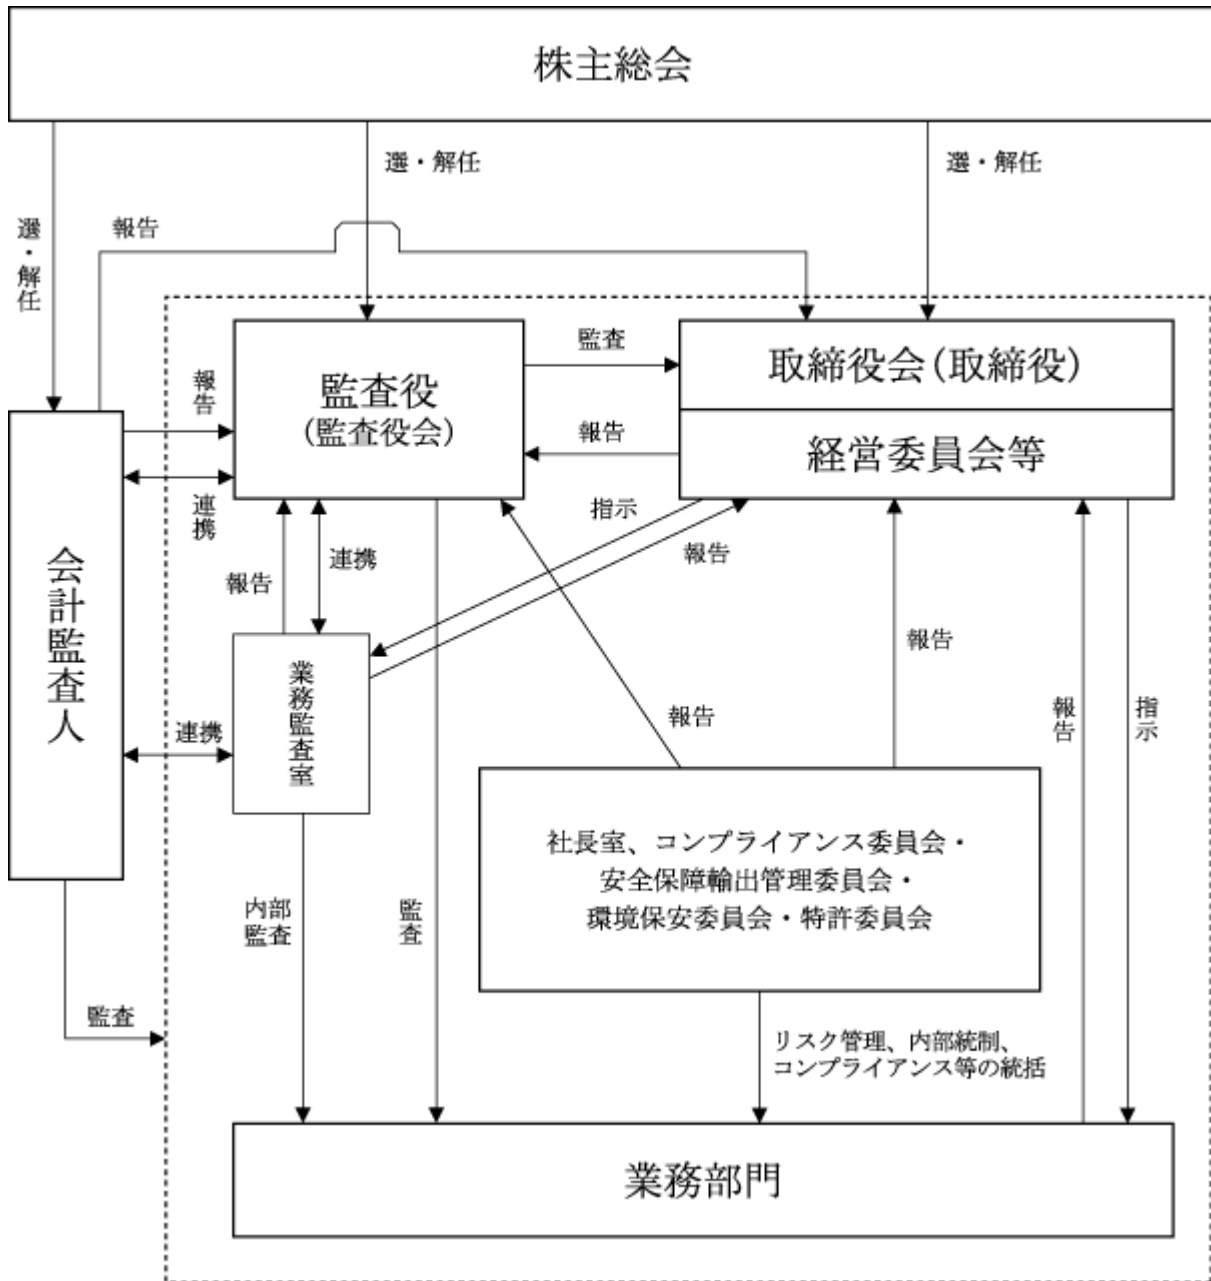 株主総会
選・解任
選・解任
選・解任
報告
監査役
(監査役会)
監査
取締役会(取締役)
経営委員会等
報告
報告
連携
指示
報告
会計監査人
報告
連携
業務監査室
連携
報告
報告
報告
指示
社長室、コンプライアンス委員会・
安全保障輸出管理委員会・
環境保安委員会・特許委員会
内部
監査
監査
監査
リスク管理、内部統制、
コンプライアンス等の統括
業務部門